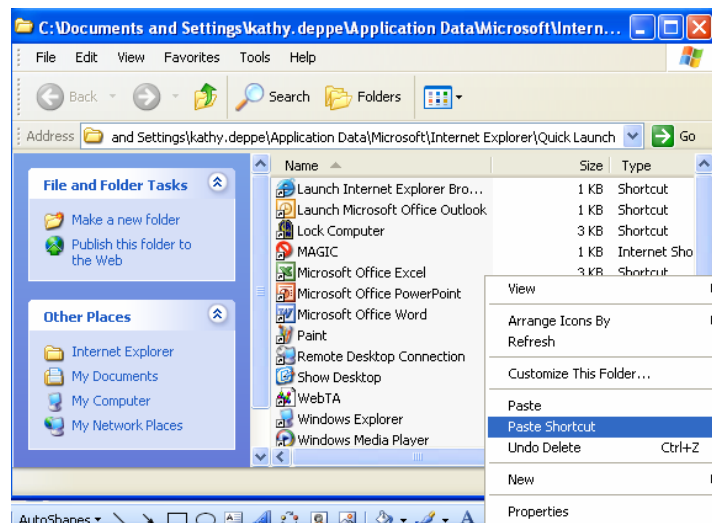 C:\Documents and Settings\kathy.deppe\Application Data\Microsoft\Intern...
File Edit View Favorites Tools Help
Back Search Folders
Address and Settings\kathy.deppe\Application Data\Microsoft\Internet Explorer\Quick Launch Go
File and Folder Tasks
Make a new folder
Publish this folder to
the Web
Other Places
Internet Explorer
My Documents
My Computer
My Network Places
Name Size Type
Launch Internet Explorer Bro... 1 KB Shortcut
Launch Microsoft Office Outlook 1 KB Shortcut
Lock Computer 3 KB Shortcut
MAGIC 1 KB Internet Sho
Microsoft Office Excel 3 KB Shortcut
Microsoft Office PowerPoint
Microsoft Office Word
Paint
Remote Desktop Connection
Show Desktop
WebTA
Windows Explorer
Windows Media Player
View
Arrange Icons By
Refresh
Customize This Folder...
Paste
Paste Shortcut
Undo Delete Ctrl+Z
New
Properties
AutoShapes